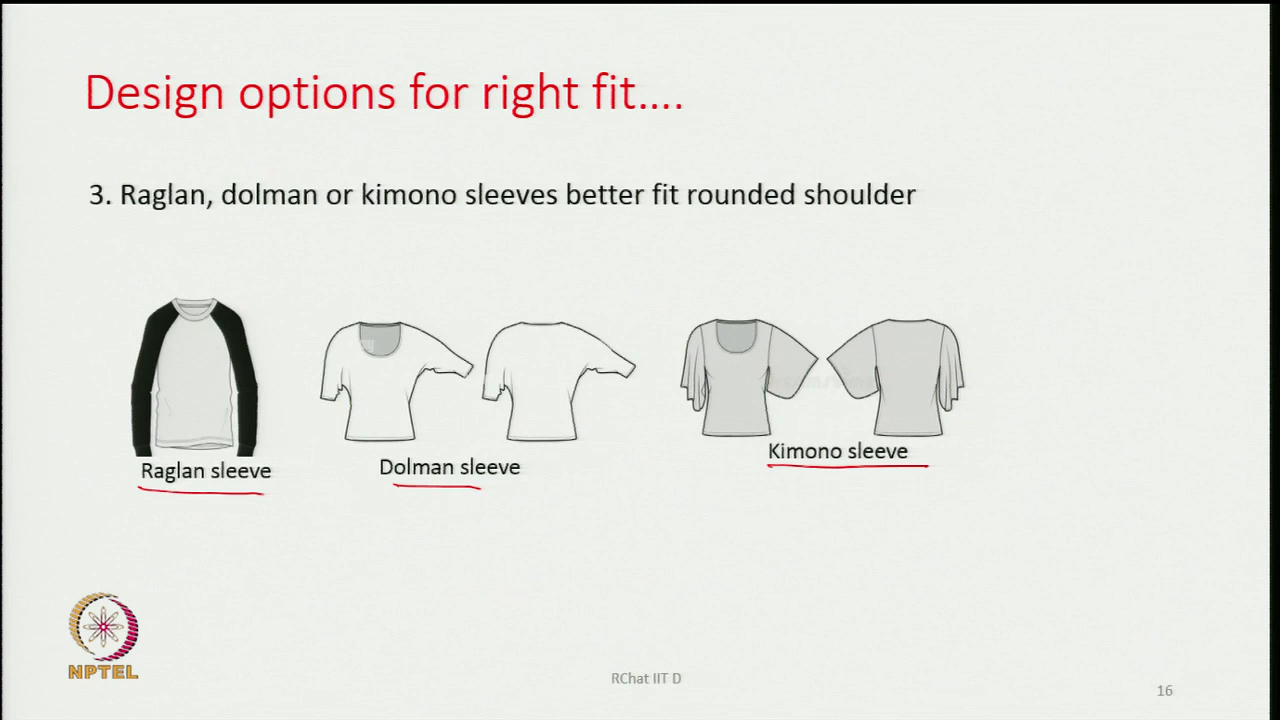 Design options for right fit....
3. Raglan, dolman or kimono sleeves better fit rounded shoulder
Raglan sleeve
Dolman sleeve
Kimono sleeve
NPTEL
RChat IIT D
16